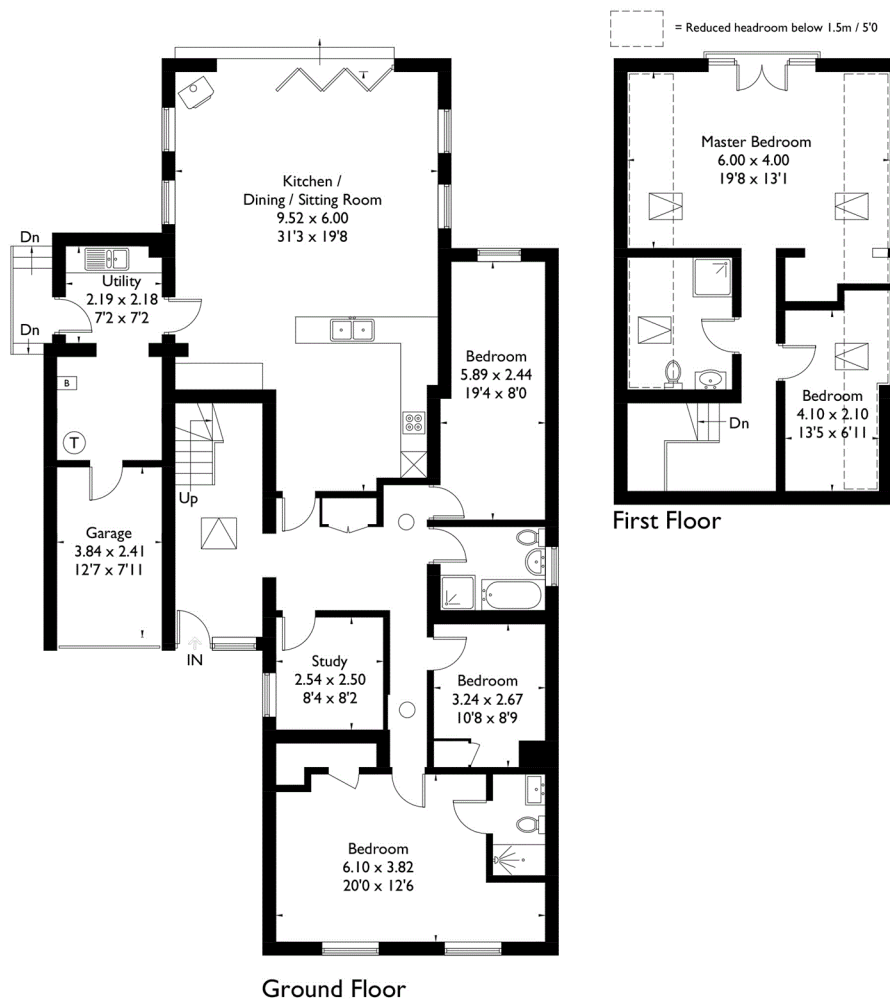 = Reduced headroom below 1.5m / 5'0
Kitchen /
Dining / Sitting Room
9.52 x 6.00
31'3 x 19'8
Dn
Utility
2.19 x 2.18
7'2 x 7'2
Dn
B
T
Bedroom
5.89 x 2.44
19'4 x 8'0
Up
Garage
3.84 x 2.41
12'7 x 7'11
IN
Study
2.54 x 2.50
8'4 x 8'2
Bedroom
3.24 x 2.67
10'8 x 8'9
Bedroom
6.10 x 3.82
20'0 x 12'6
Ground Floor
Master Bedroom
6.00 x 4.00
19'8 x 13'1
Bedroom
4.10 x 2.10
13'5 x 6'11
Dn
First Floor